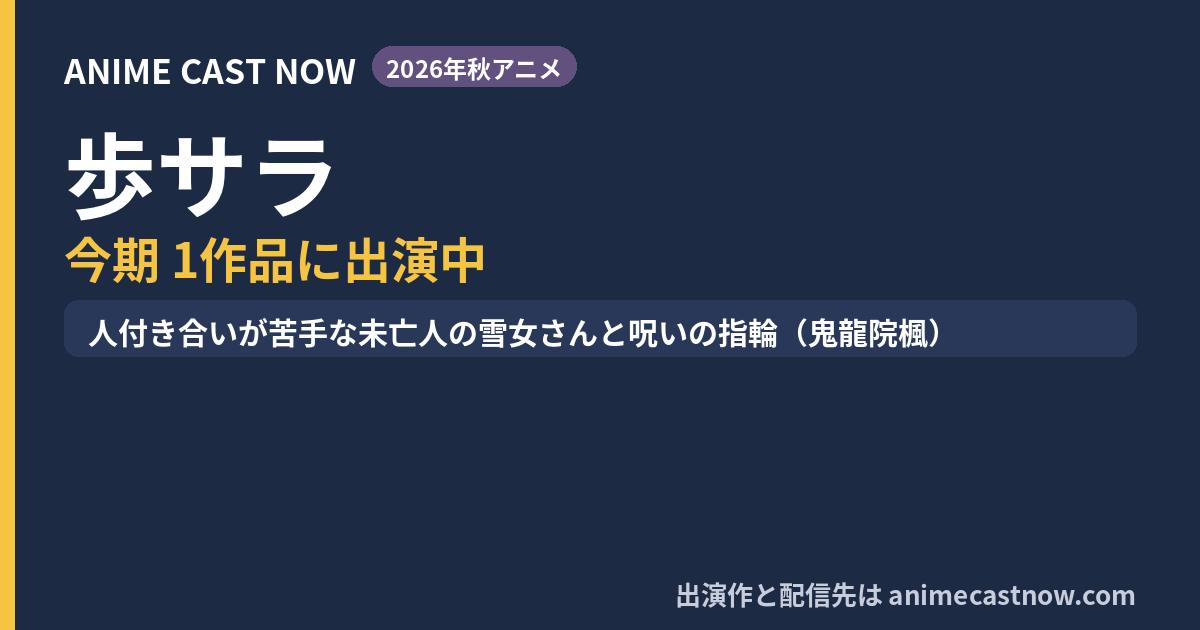 ANIME CAST NOW 2026年秋アニメ
歩サラ
今期 1作品に出演中
人付き合いが苦手な未亡人の雪女さんと呪いの指輪（鬼龍院楓）
出演作と配信先は animecastnow.com